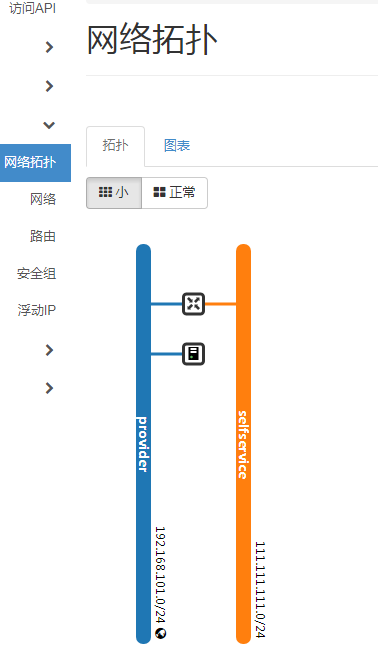 访问API
网络拓扑
网络
路由
安全组
浮动IP
网络拓扑
拓扑
图表
小
正常
provider
192.168.101.0/24
selfservice
111.111.111.0/24